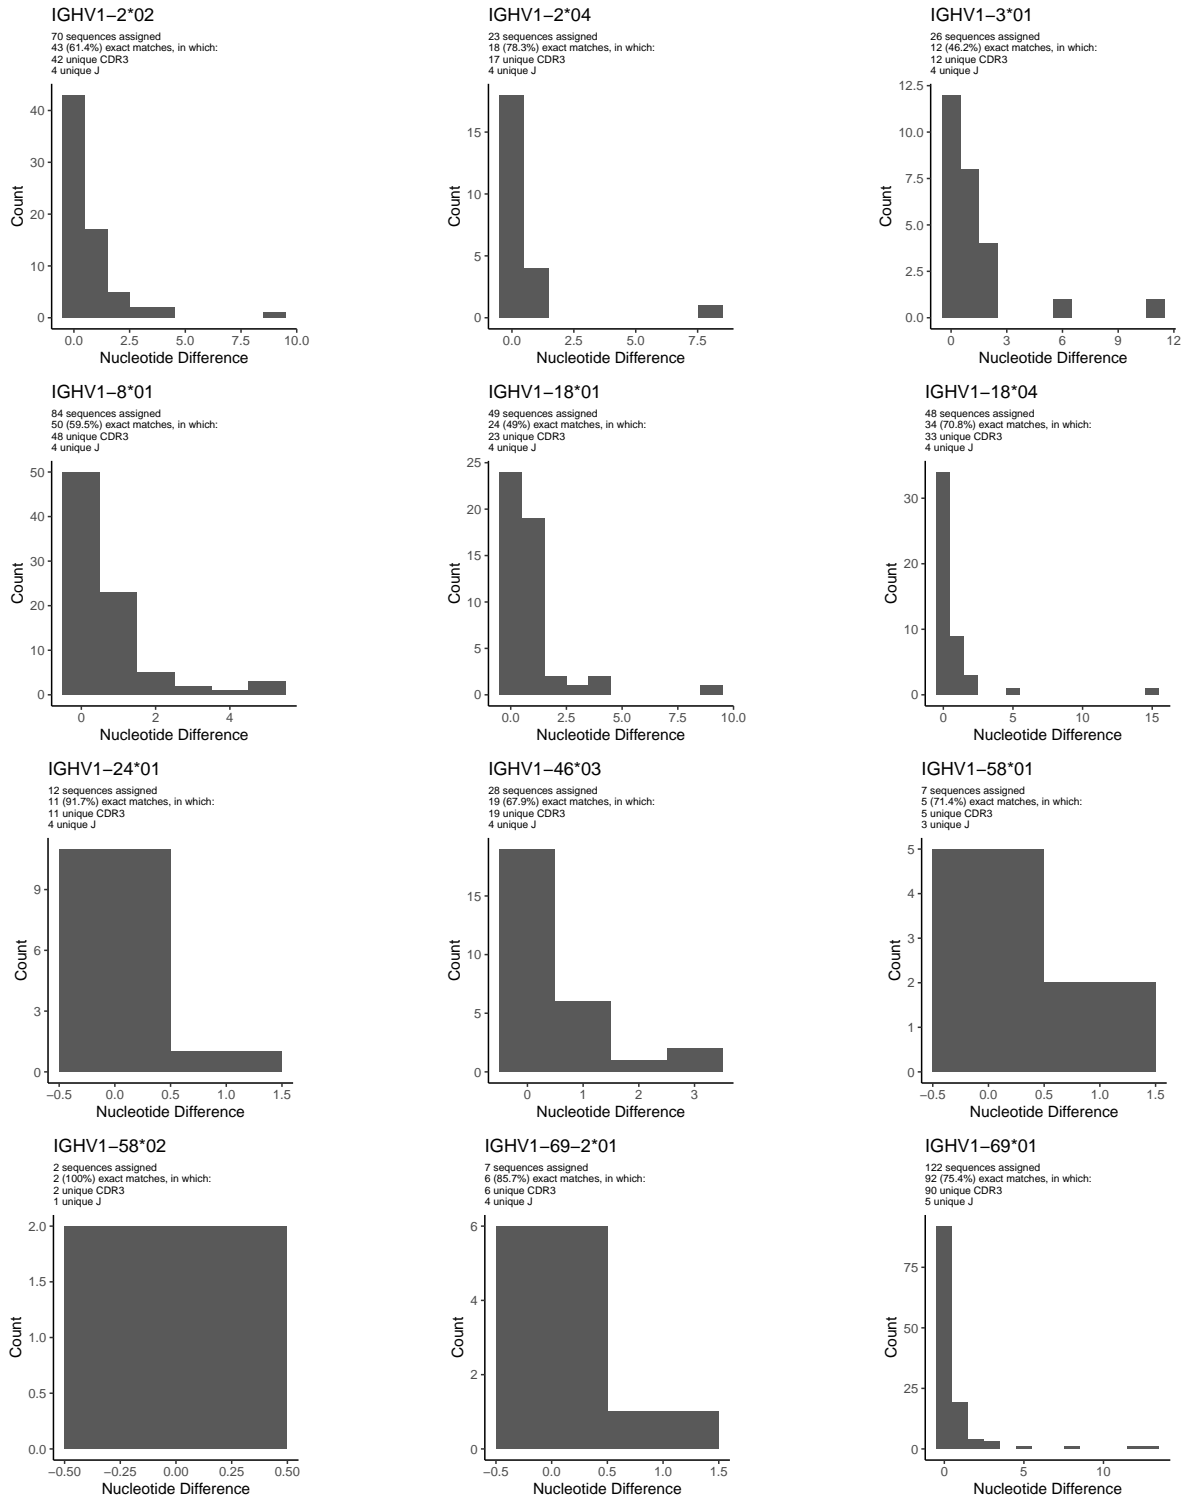 IGHV1−2*02
70 sequences assigned
43 (61.4%) exact matches, in which:
42 unique CDR3
4 unique J
40
30
20
10
0
Count
0.0
2.5
5.0
7.5
10.0
Nucleotide Difference
IGHV1−2*04
23 sequences assigned
18 (78.3%) exact matches, in which:
17 unique CDR3
4 unique J
15
10
5
0
Count
0.0
2.5
5.0
7.5
Nucleotide Difference
IGHV1−3*01
26 sequences assigned
12 (46.2%) exact matches, in which:
12 unique CDR3
4 unique J
12.5
10.0
7.5
5.0
2.5
0.0
Count
0
3
6
9
12
Nucleotide Difference
IGHV1−8*01
84 sequences assigned
50 (59.5%) exact matches, in which:
48 unique CDR3
4 unique J
50
40
30
20
10
0
Count
0
2
4
Nucleotide Difference
IGHV1−18*01
49 sequences assigned
24 (49%) exact matches, in which:
23 unique CDR3
4 unique J
25
20
15
10
5
0
Count
0.0
2.5
5.0
7.5
10.0
Nucleotide Difference
IGHV1−18*04
48 sequences assigned
34 (70.8%) exact matches, in which:
33 unique CDR3
4 unique J
30
20
10
0
Count
0
5
10
15
Nucleotide Difference
IGHV1−24*01
12 sequences assigned
11 (91.7%) exact matches, in which:
11 unique CDR3
4 unique J
9
6
3
0
Count
−0.5
0.0
0.5
1.0
1.5
Nucleotide Difference
IGHV1−46*03
28 sequences assigned
19 (67.9%) exact matches, in which:
19 unique CDR3
4 unique J
15
10
5
0
Count
0
1
2
3
Nucleotide Difference
IGHV1−58*01
7 sequences assigned
5 (71.4%) exact matches, in which:
5 unique CDR3
3 unique J
5
4
3
2
1
0
Count
−0.5
0.0
0.5
1.0
1.5
Nucleotide Difference
IGHV1−58*02
2 sequences assigned
2 (100%) exact matches, in which:
2 unique CDR3
1 unique J
2.0
1.5
1.0
0.5
0.0
Count
−0.50
−0.25
0.00
0.25
0.50
Nucleotide Difference
IGHV1−69−2*01
7 sequences assigned
6 (85.7%) exact matches, in which:
6 unique CDR3
4 unique J
6
4
2
0
Count
−0.5
0.0
0.5
1.0
1.5
Nucleotide Difference
IGHV1−69*01
122 sequences assigned
92 (75.4%) exact matches, in which:
90 unique CDR3
5 unique J
75
50
25
0
Count
0
5
10
Nucleotide Difference